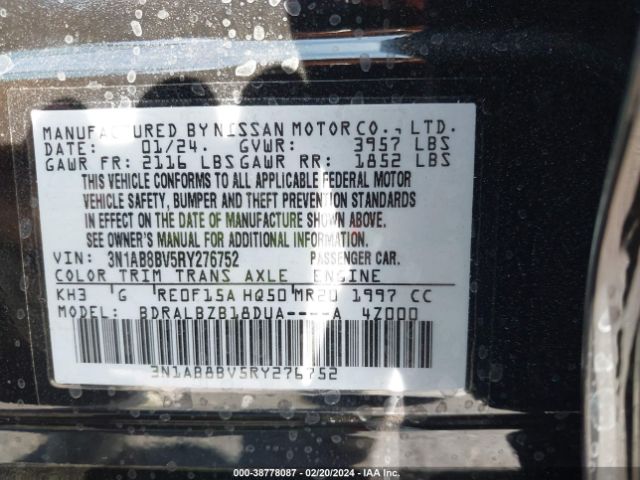 MANUFACTURED BY NISSAN MOTOR CO., LTD.
DATE: 01/24. GVWR: 3957 LBS
GAWR FR: 2116 LBS GAWR RR: 1852 LBS
THIS VEHICLE CONFORMS TO ALL APPLICABLE FEDERAL MOTOR
VEHICLE SAFETY, BUMPER AND THEFT PREVENTION STANDARDS
IN EFFECT ON THE DATE OF MANUFACTURE SHOWN ABOVE.
SEE OWNER'S MANUAL FOR ADDITIONAL INFORMATION.
VIN: 3N1AB8BV5RY276752 PASSENGER CAR.
COLOR TRIM TRANS AXLE ENGINE
KH3 G RE0F15A HQ50 MR20 1997 CC
MODEL: BDRALBZB18DUA----A 4Z000
3N1AB8BV5RY276752
000-38778087 - 02/20/2024 - IAA Inc.